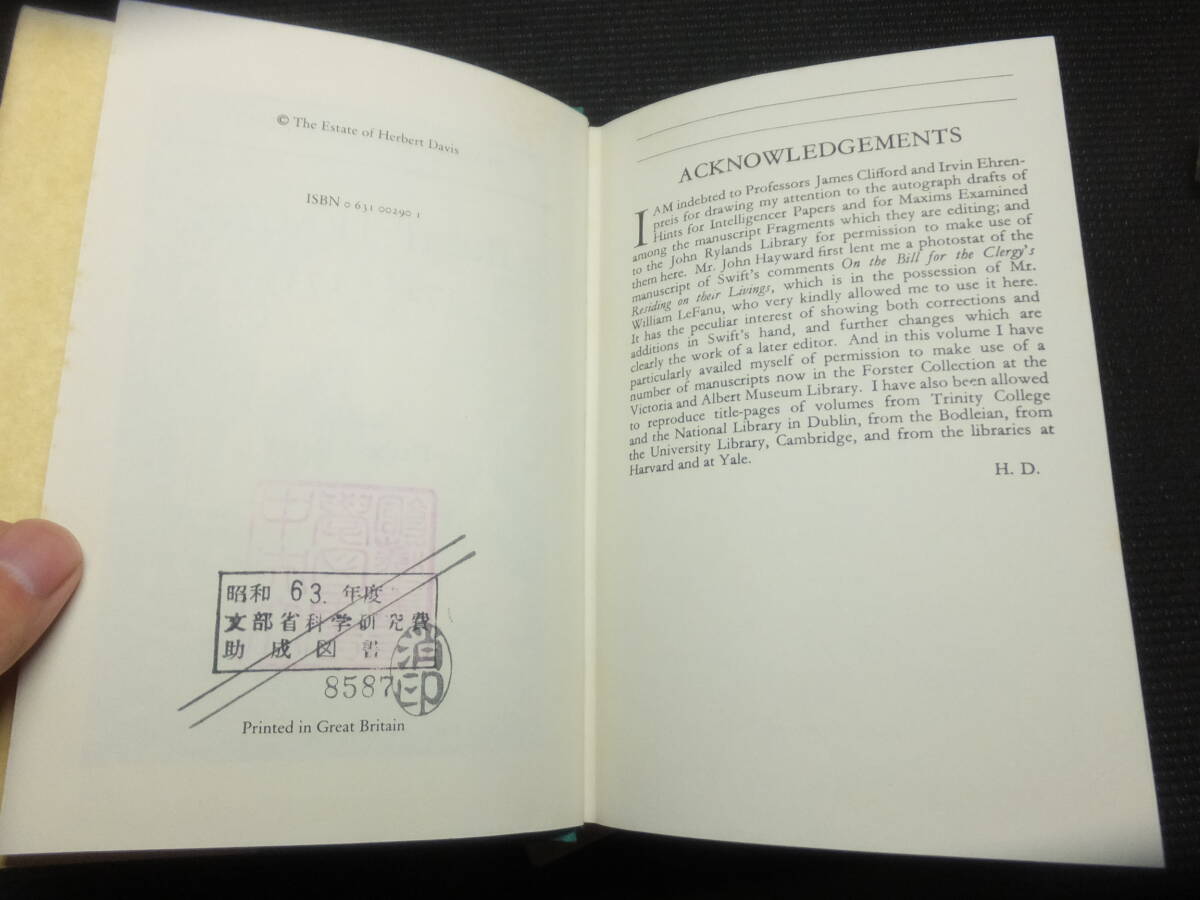 © The Estate of Herbert Davis
ISBN 0 631 00290 1
昭和 63. 年度
文部省科学研究費
助成図書
8587
消印
Printed in Great Britain
ACKNOWLEDGEMENTS
I AM indebted to Professors James Clifford and Irvin Ehren-
preis for drawing my attention to the autograph drafts of
Hints for Intelligencer Papers and for Maxims Examined
among the manuscript Fragments which they are editing; and
to the John Rylands Library for permission to make use of
them here. Mr. John Hayward first lent me a photostat of the
manuscript of Swift's comments On the Bill for the Clergy's
Residing on their Livings, which is in the possession of Mr.
William LeFanu, who very kindly allowed me to use it here.
It has the peculiar interest of showing both corrections and
additions in Swift's hand, and further changes which are
clearly the work of a later editor. And in this volume I have
particularly availed myself of permission to make use of a
number of manuscripts now in the Forster Collection at the
Victoria and Albert Museum Library. I have also been allowed
to reproduce title-pages of volumes from Trinity College
and the National Library in Dublin, from the Bodleian, from
the University Library, Cambridge, and from the libraries at
Harvard and at Yale.
H. D.